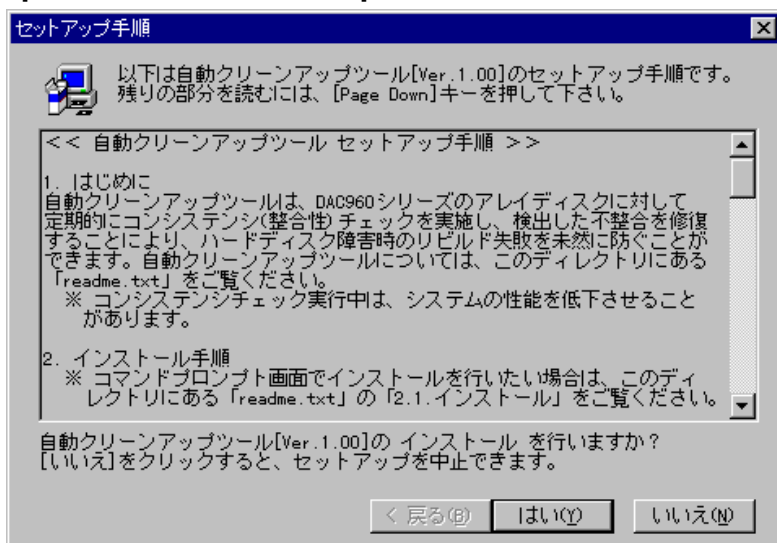 セットアップ手順
以下は自動クリーンアップツール[Ver.1.00]のセットアップ手順です。
残りの部分を読むには、[Page Down]キーを押して下さい。
<< 自動クリーンアップツール セットアップ手順 >>
1. はじめに
自動クリーンアップツールは、DAC960シリーズのアレイディスクに対して
定期的にコンシステンシ(整合性)チェックを実施し、検出した不整合を修復
することにより、ハードディスク障害時のリビルド失敗を未然に防ぐことが
できます。自動クリーンアップツールについては、このディレクトリにある
「readme.txt」をご覧ください。
※ コンシステンシチェック実行中は、システムの性能を低下させること
があります。
2. インストール手順
※ コマンドプロンプト画面でインストールを行いたい場合は、このディ
レクトリにある「readme.txt」の「2.1.インストール」をご覧ください。
自動クリーンアップツール[Ver.1.00]の インストール を行いますか?
[いいえ]をクリックすると、セットアップを中止できます。
< 戻る(B) はい(Y) いいえ(N)